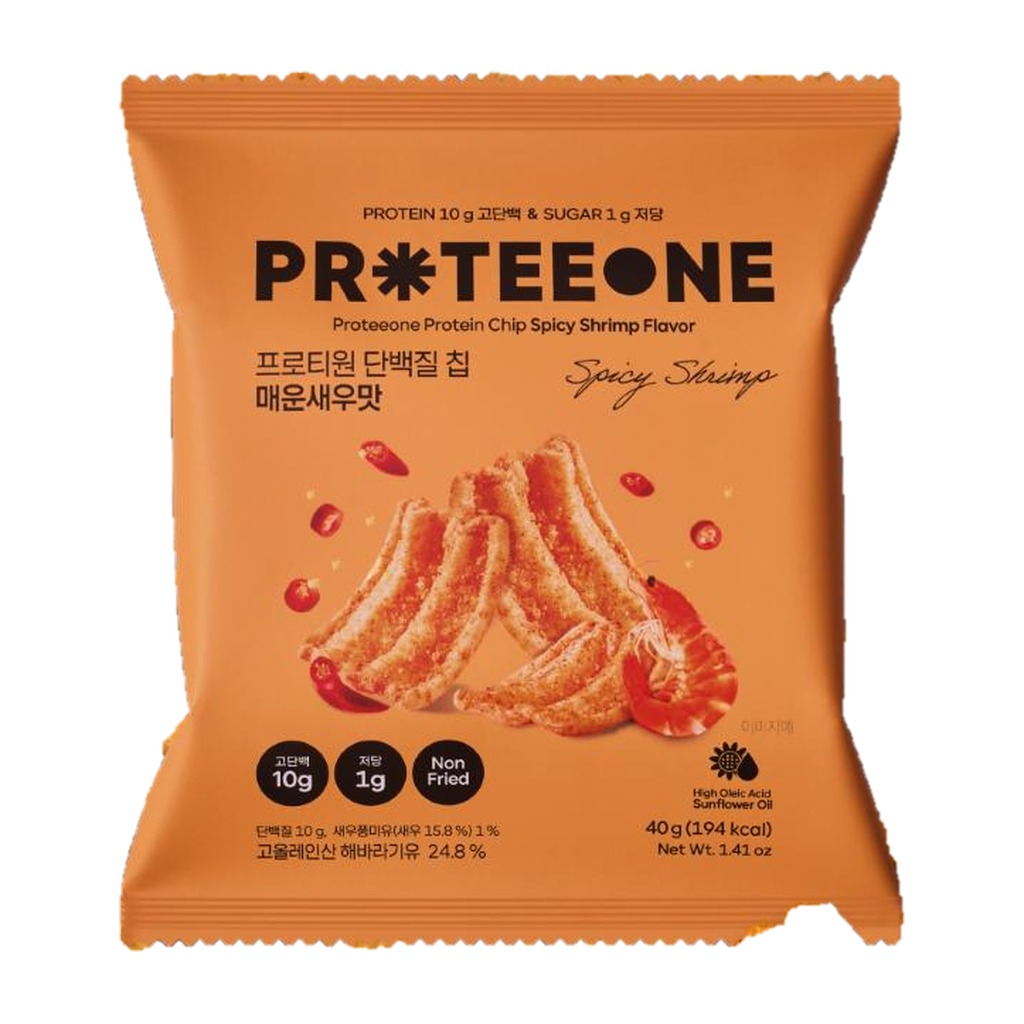 PROTEIN 10 g 고단백 & SUGAR 1 g 저당
PROTEEONE
Proteeone Protein Chip Spicy Shrimp Flavor
프로티원 단백질 칩
매운새우맛
Spicy Shrimp
이미지예
고단백
10g
저당
1g
Non
Fried
High Oleic Acid
Sunflower Oil
단백질 10 g, 새우풍미유(새우 15.8 %) 1 %
고올레인산 해바라기유 24.8 %
40 g (194 kcal)
Net Wt. 1.41 oz